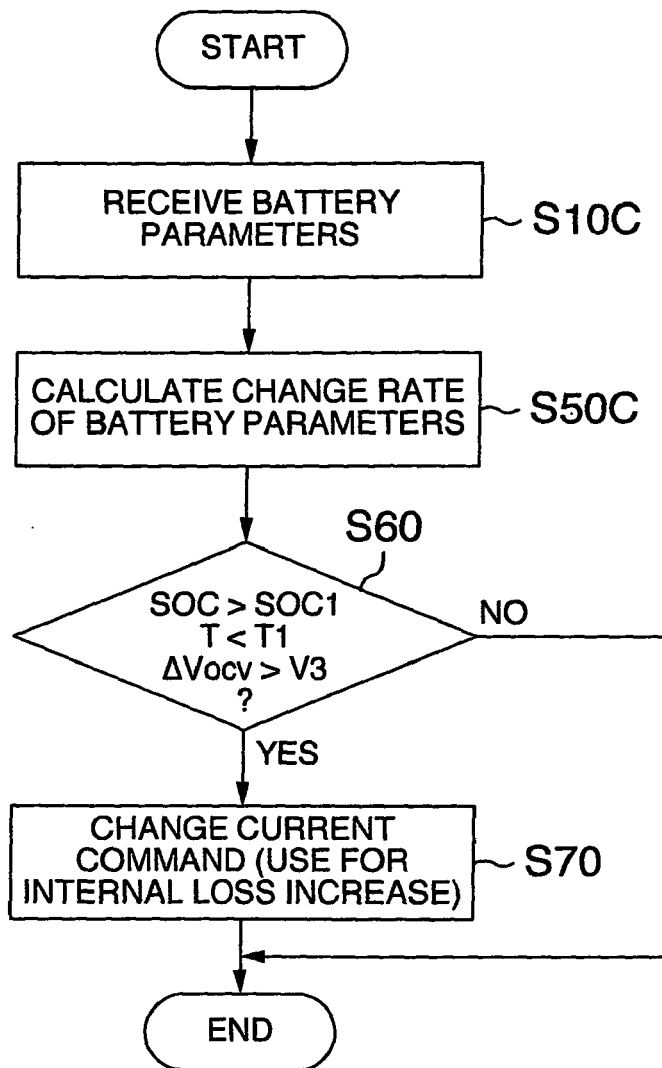 START
RECEIVE BATTERY
PARAMETERS
S10C
CALCULATE CHANGE RATE
OF BATTERY PARAMETERS
S50C
S60
SOC > SOC1
T < T1
ΔVocv > V3
?
NO
YES
CHANGE CURRENT
COMMAND (USE FOR
INTERNAL LOSS INCREASE)
S70
END